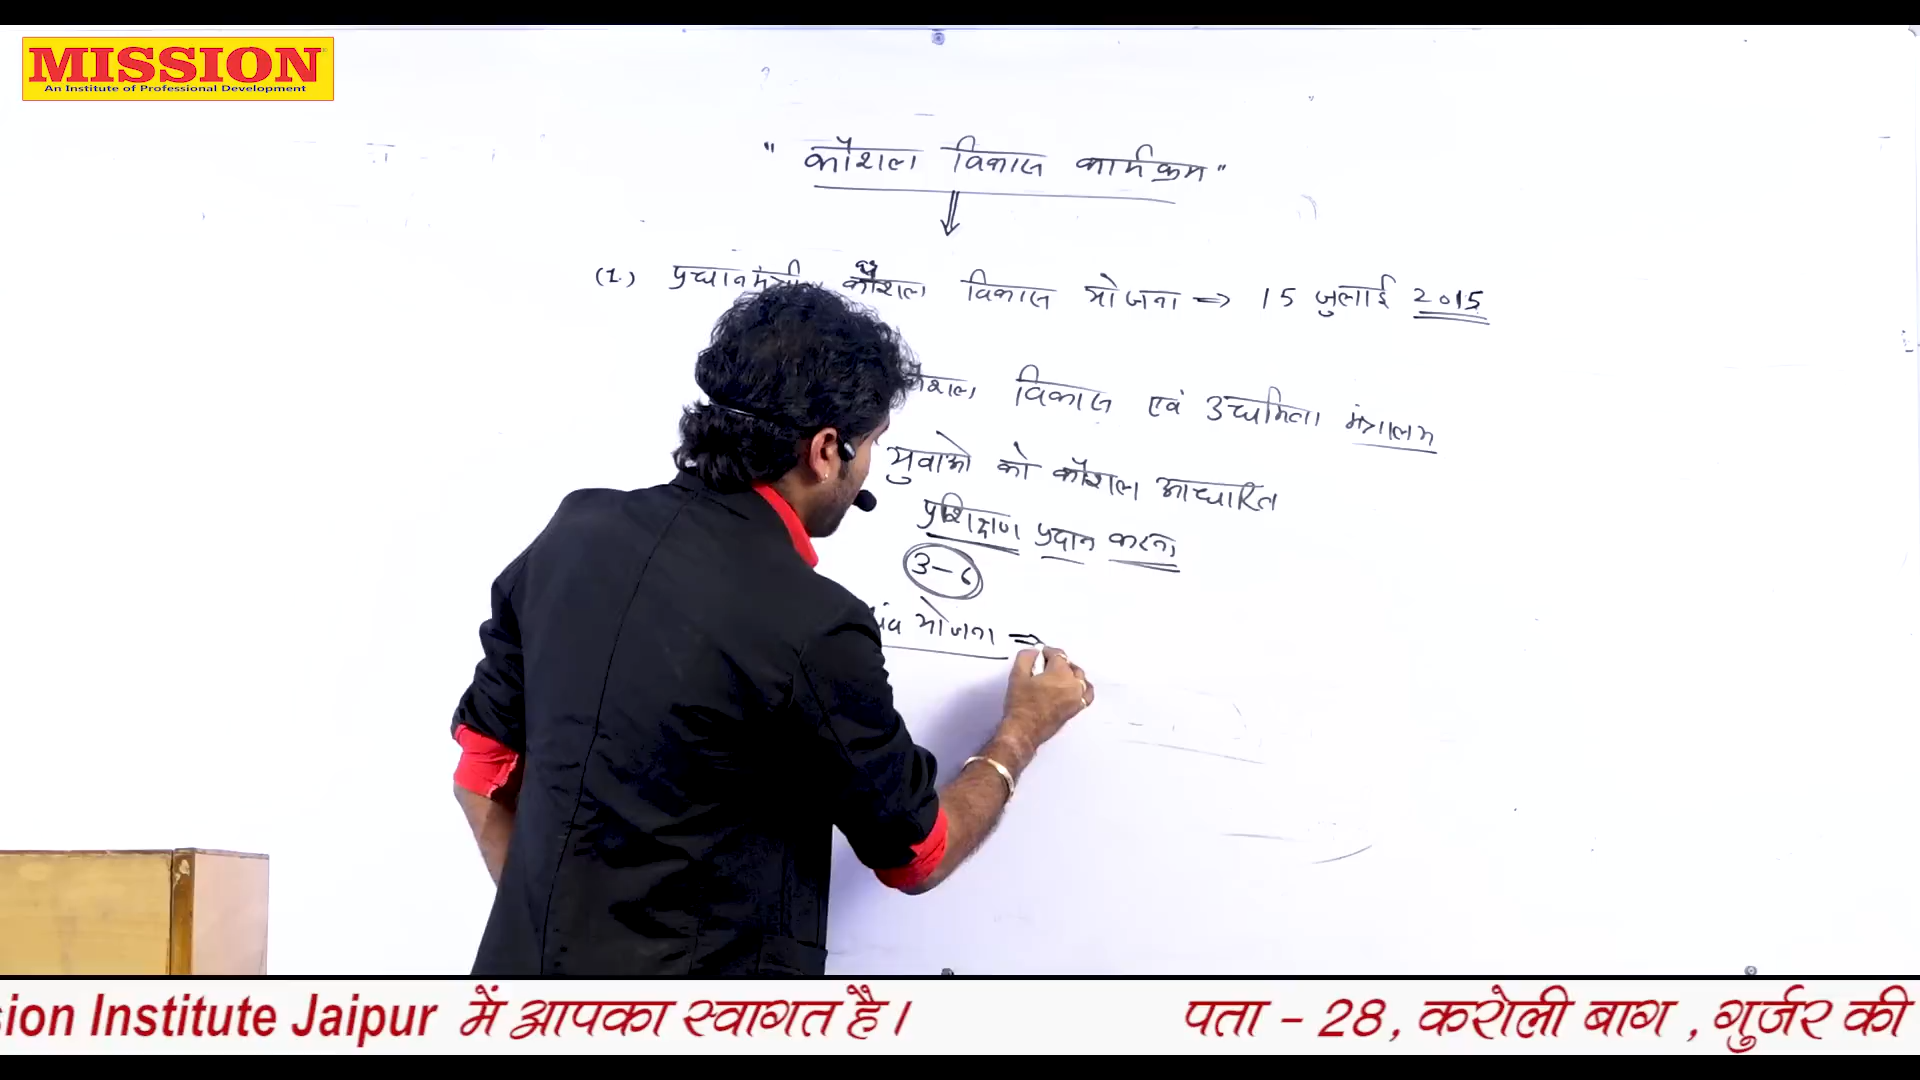 MISSION
An Institute of Professional Development
" कौशल विकास कार्यक्रम "
(1.) प्रधानमंत्री कौशल विकास योजना ⇒ 15 जुलाई 2015
कौशल विकास एवं उद्यमिता मंत्रालय
युवाओ को कौशल आधारित
प्रशिक्षण प्रदान करना
3-6
योजना ⇒
sion Institute Jaipur में आपका स्वागत है। पता - 28, करोली बाग , गुर्जर की